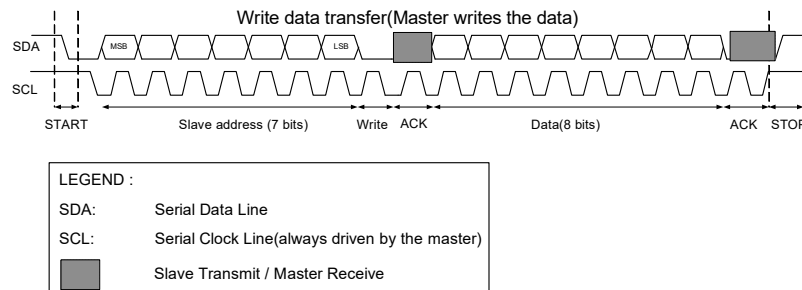 Write data transfer(Master writes the data)
SDA
MSB
LSB
SCL
START
Slave address (7 bits)
Write
ACK
Data(8 bits)
ACK
STOP
LEGEND :
SDA: Serial Data Line
SCL: Serial Clock Line(always driven by the master)
Slave Transmit / Master Receive